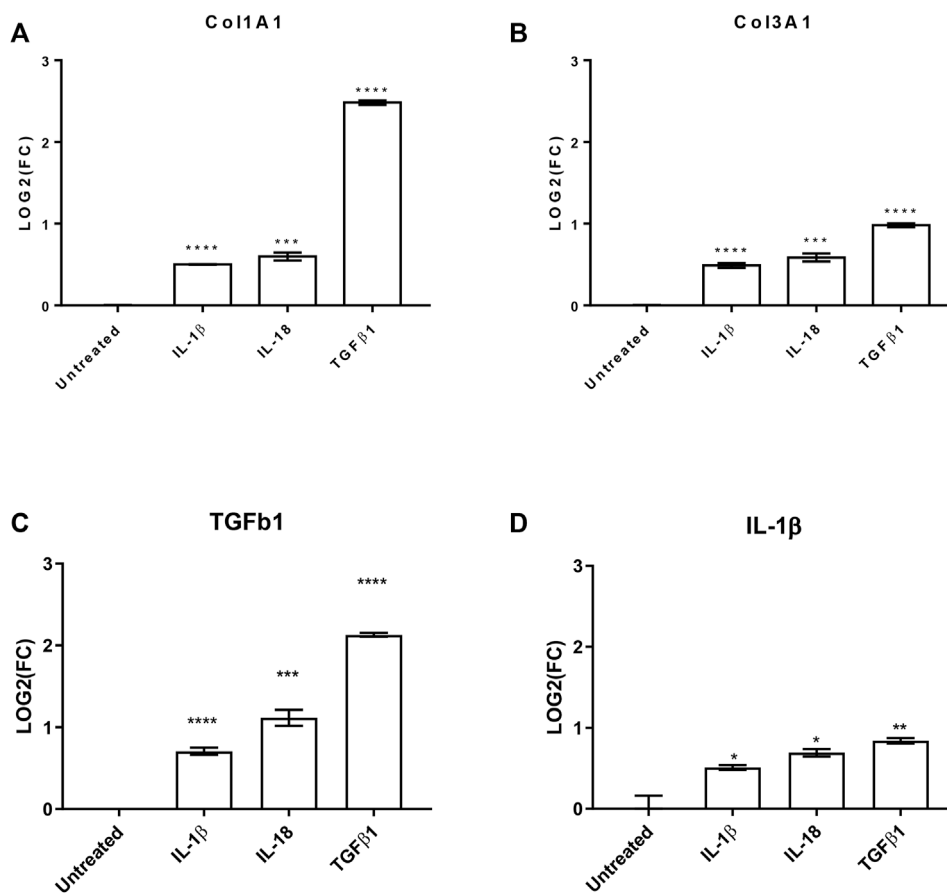 A
Col1A1
LOG2(FC)
3
2
1
0
****
***
****
Untreated
IL-1β
IL-18
TGFβ1
B
Col3A1
LOG2(FC)
3
2
1
0
****
***
****
Untreated
IL-1β
IL-18
TGFβ1
C
TGFb1
LOG2(FC)
3
2
1
0
****
***
****
Untreated
IL-1β
IL-18
TGFβ1
D
IL-1β
LOG2(FC)
3
2
1
0
*
*
**
Untreated
IL-1β
IL-18
TGFβ1